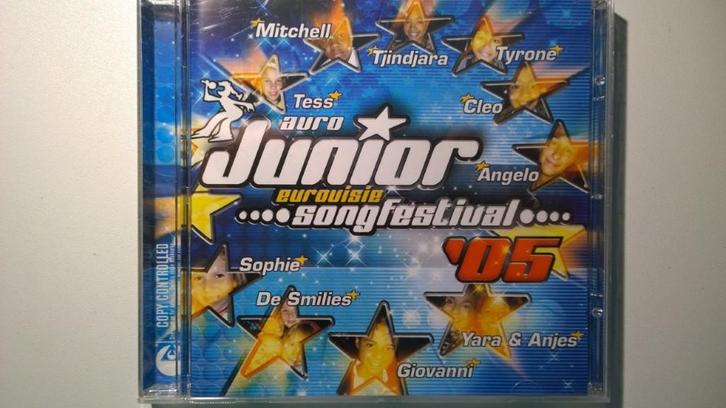 Mitchell
Tjindjara
Tyrone
Tess
Cleo
avro
Junior
Angelo
eurovisie
songfestival
'05
Sophie
De Smilies
Yara & Anjes
Giovanni
COPY CONTROLLED